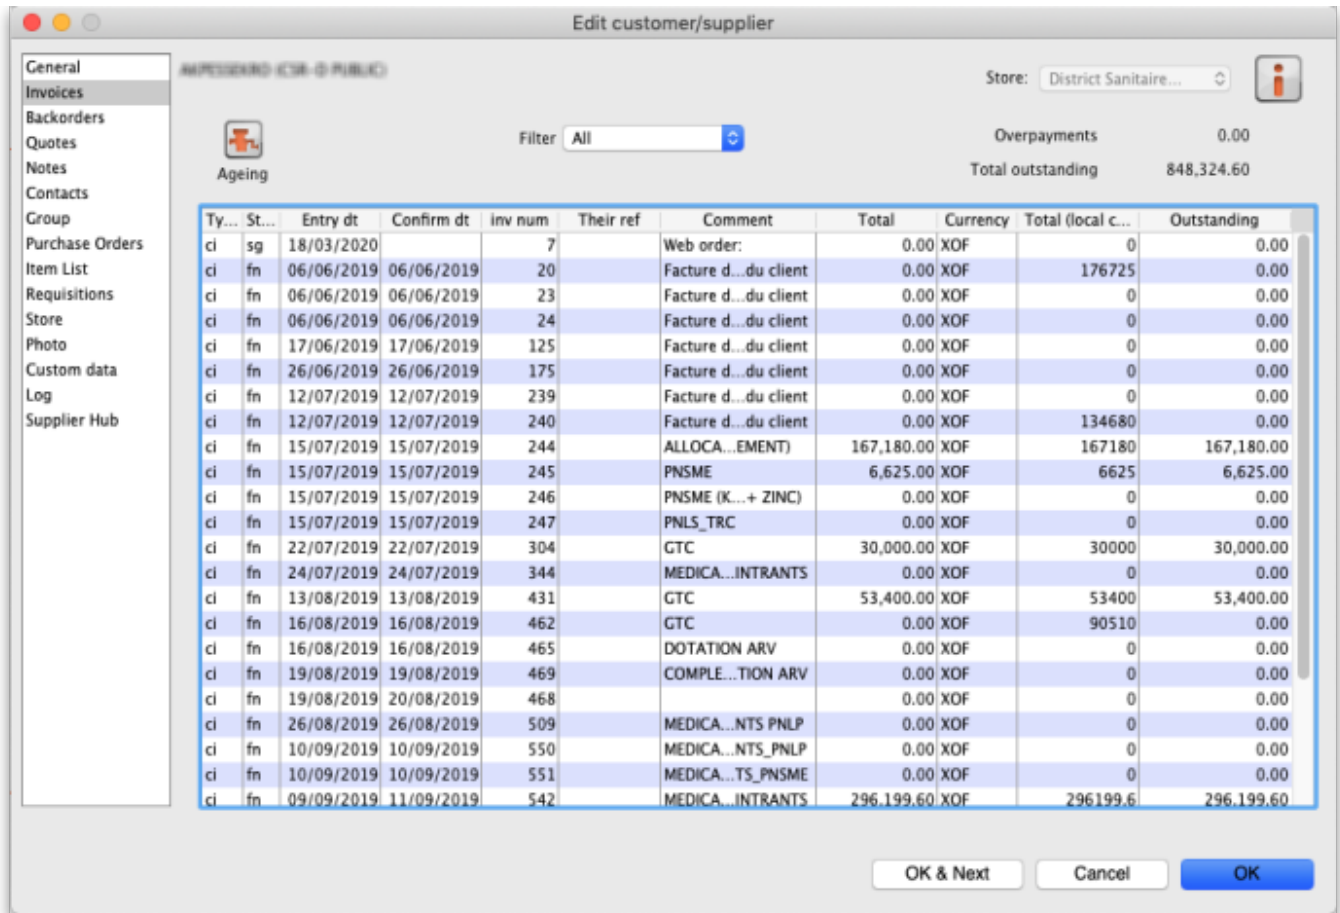 Edit customer/supplier
General
Invoices
Backorders
Quotes
Notes
Contacts
Group
Purchase Orders
Item List
Requisitions
Store
Photo
Custom data
Log
Supplier Hub
Store: District Sanitaire...
Ageing
Filter All
Overpayments 0.00
Total outstanding 848,324.60
Ty... St... Entry dt Confirm dt inv num Their ref Comment Total Currency Total (local c... Outstanding
ci sg 18/03/2020 7 Web order: 0.00 XOF 0 0.00
ci fn 06/06/2019 06/06/2019 20 Facture d...du client 0.00 XOF 176725 0.00
ci fn 06/06/2019 06/06/2019 23 Facture d...du client 0.00 XOF 0 0.00
ci fn 06/06/2019 06/06/2019 24 Facture d...du client 0.00 XOF 0 0.00
ci fn 17/06/2019 17/06/2019 125 Facture d...du client 0.00 XOF 0 0.00
ci fn 26/06/2019 26/06/2019 175 Facture d...du client 0.00 XOF 0 0.00
ci fn 12/07/2019 12/07/2019 239 Facture d...du client 0.00 XOF 0 0.00
ci fn 12/07/2019 12/07/2019 240 Facture d...du client 0.00 XOF 134680 0.00
ci fn 15/07/2019 15/07/2019 244 ALLOCA...EMENT) 167,180.00 XOF 167180 167,180.00
ci fn 15/07/2019 15/07/2019 245 PNSME 6,625.00 XOF 6625 6,625.00
ci fn 15/07/2019 15/07/2019 246 PNSME (K...+ ZINC) 0.00 XOF 0 0.00
ci fn 15/07/2019 15/07/2019 247 PNLS_TRC 0.00 XOF 0 0.00
ci fn 22/07/2019 22/07/2019 304 GTC 30,000.00 XOF 30000 30,000.00
ci fn 24/07/2019 24/07/2019 344 MEDICA...INTRANTS 0.00 XOF 0 0.00
ci fn 13/08/2019 13/08/2019 431 GTC 53,400.00 XOF 53400 53,400.00
ci fn 16/08/2019 16/08/2019 462 GTC 0.00 XOF 90510 0.00
ci fn 16/08/2019 16/08/2019 465 DOTATION ARV 0.00 XOF 0 0.00
ci fn 19/08/2019 19/08/2019 469 COMPLE...TION ARV 0.00 XOF 0 0.00
ci fn 19/08/2019 20/08/2019 468 0.00 XOF 0 0.00
ci fn 26/08/2019 26/08/2019 509 MEDICA...NTS PNLP 0.00 XOF 0 0.00
ci fn 10/09/2019 10/09/2019 550 MEDICA...NTS_PNLP 0.00 XOF 0 0.00
ci fn 10/09/2019 10/09/2019 551 MEDICA...TS_PNSME 0.00 XOF 0 0.00
ci fn 09/09/2019 11/09/2019 542 MEDICA...INTRANTS 296,199.60 XOF 296199.6 296,199.60
OK & Next Cancel OK